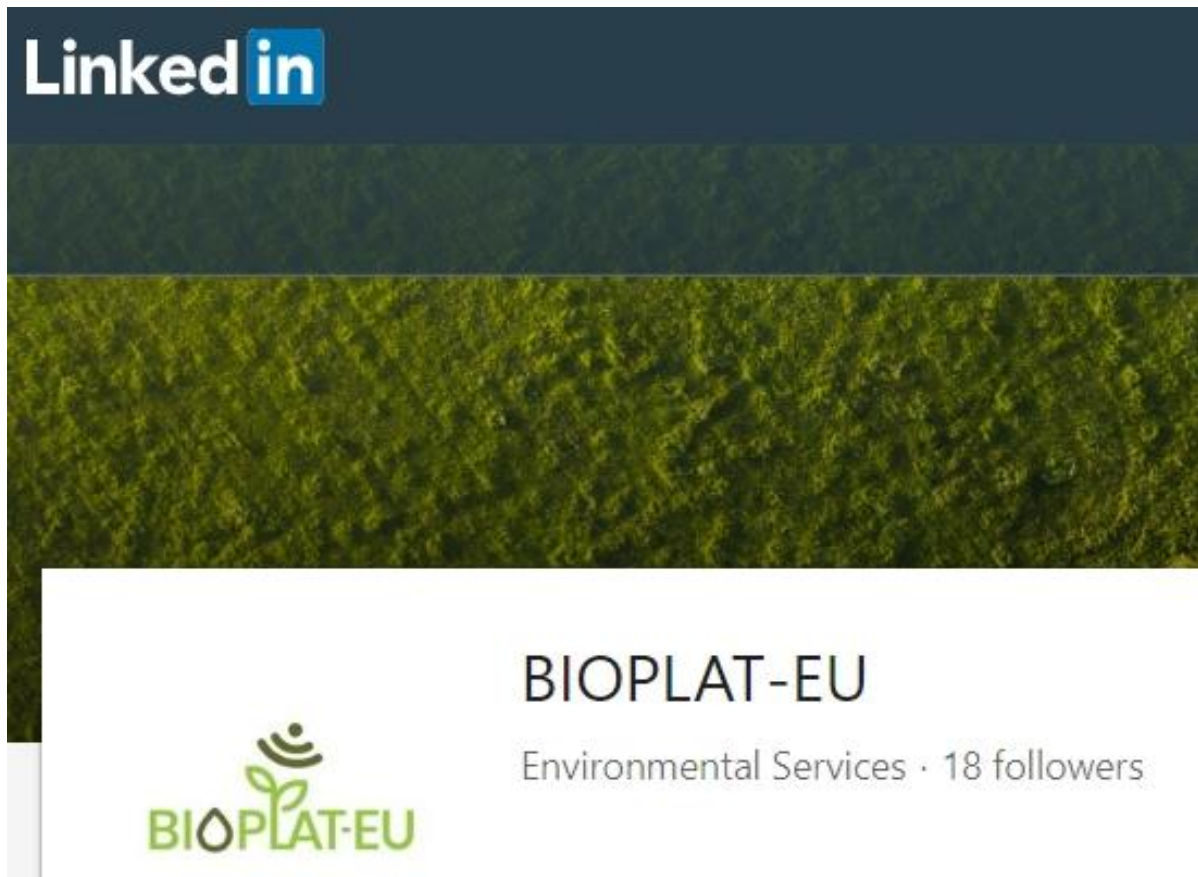 Linked in
BIOPLAT-EU
Environmental Services · 18 followers
BIOPLAT-EU